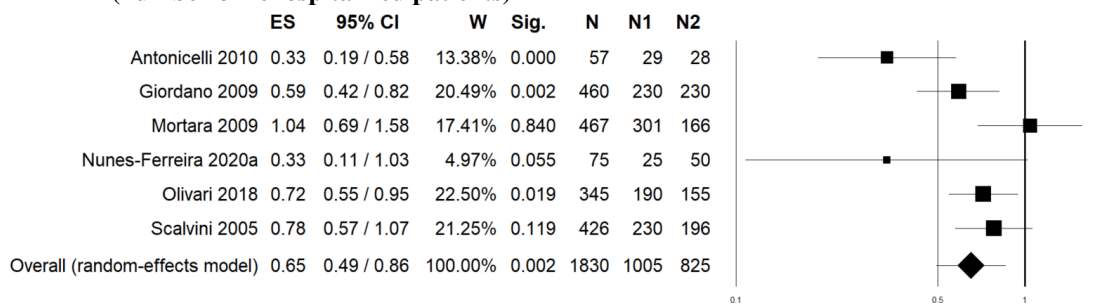 ES 95% CI W Sig. N N1 N2
Antonicelli 2010 0.33 0.19 / 0.58 13.38% 0.000 57 29 28
Giordano 2009 0.59 0.42 / 0.82 20.49% 0.002 460 230 230
Mortara 2009 1.04 0.69 / 1.58 17.41% 0.840 467 301 166
Nunes-Ferreira 2020a 0.33 0.11 / 1.03 4.97% 0.055 75 25 50
Olivari 2018 0.72 0.55 / 0.95 22.50% 0.019 345 190 155
Scalvini 2005 0.78 0.57 / 1.07 21.25% 0.119 426 230 196
Overall (random-effects model) 0.65 0.49 / 0.86 100.00% 0.002 1830 1005 825
0.1 0.5 1